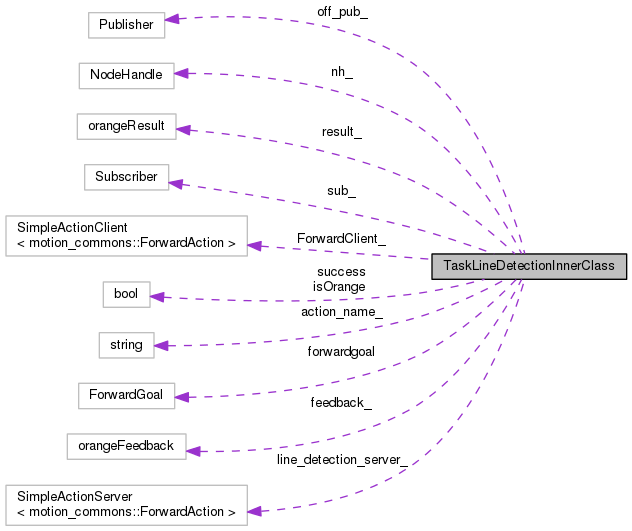 off_pub_
Publisher
nh_
NodeHandle
result_
orangeResult
sub_
Subscriber
SimpleActionClient
< motion_commons::ForwardAction >
ForwardClient_
TaskLineDetectionInnerClass
success
isOrange
bool
action_name_
string
forwardgoal
ForwardGoal
feedback_
orangeFeedback
line_detection_server_
SimpleActionServer
< motion_commons::ForwardAction >